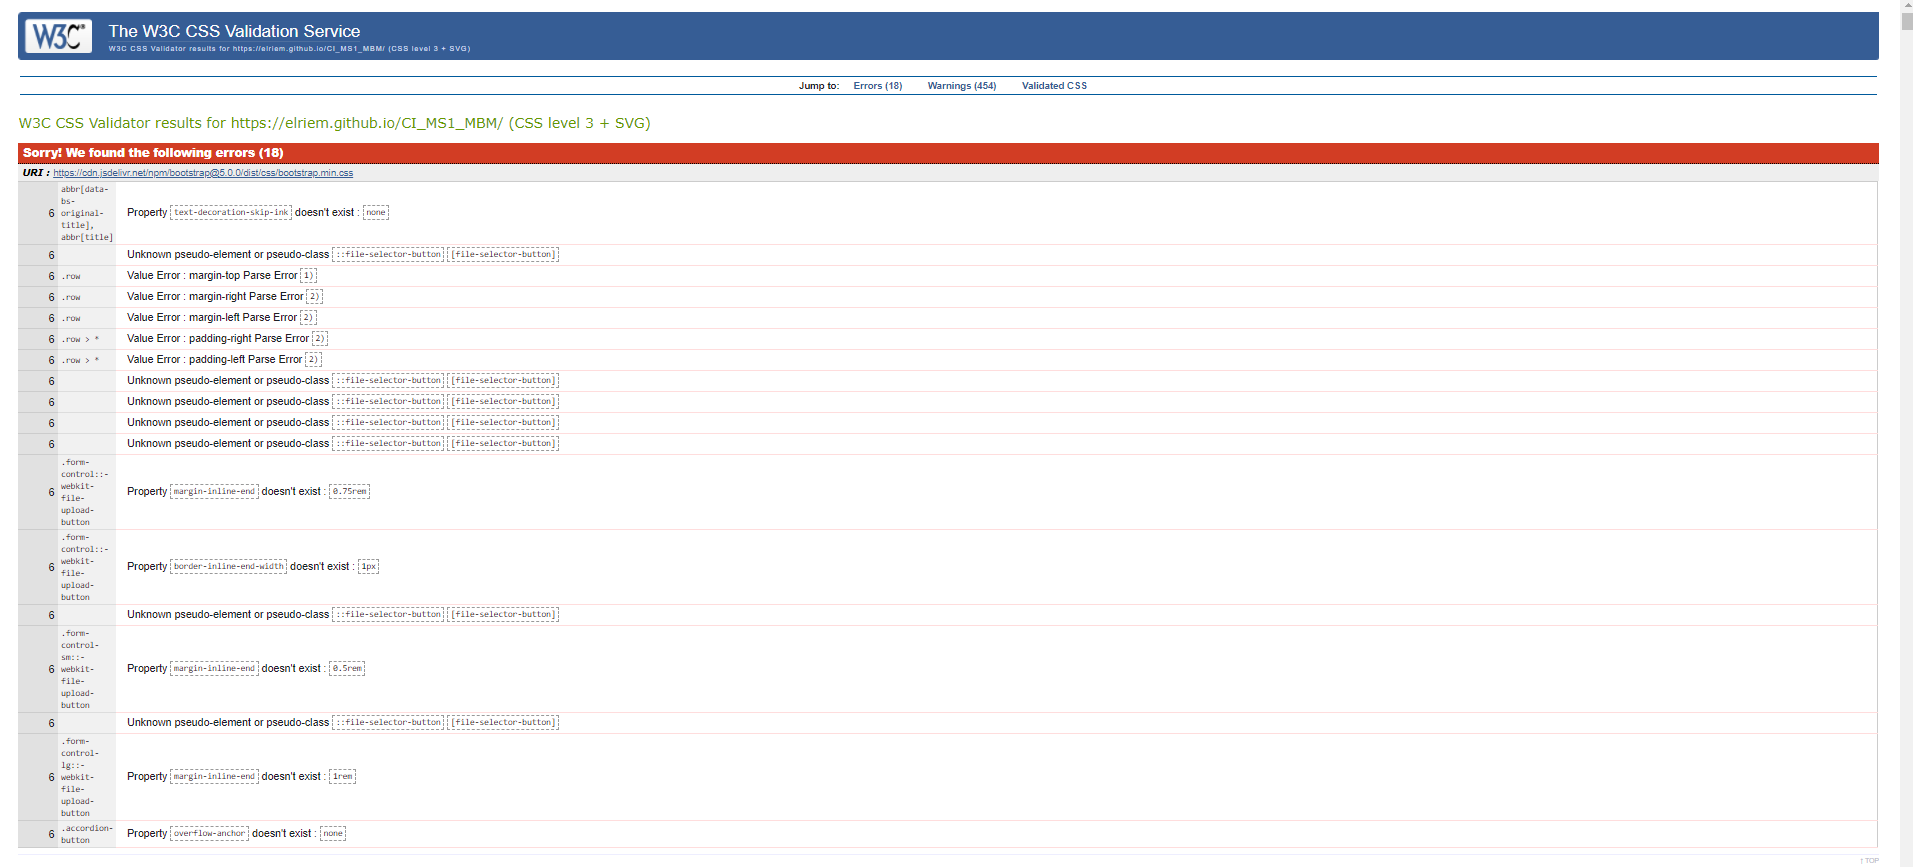 W3C
The W3C CSS Validation Service
W3C CSS Validator results for https://elriem.github.io/CI_MS1_MBM/ (CSS level 3 + SVG)
Jump to: Errors (18) Warnings (454) Validated CSS
W3C CSS Validator results for https://elriem.github.io/CI_MS1_MBM/ (CSS level 3 + SVG)
Sorry! We found the following errors (18)
URI : https://cdn.jsdelivr.net/npm/bootstrap@5.0.0/dist/css/bootstrap.min.css
abbr[data-
bs-
6 original- Property text-decoration-skip-ink doesn't exist : none
title],
abbr[title]
6 Unknown pseudo-element or pseudo-class ::file-selector-button [file-selector-button]
6 .row Value Error : margin-top Parse Error 1)
6 .row Value Error : margin-right Parse Error 2)
6 .row Value Error : margin-left Parse Error 2)
6 .row > * Value Error : padding-right Parse Error 2)
6 .row > * Value Error : padding-left Parse Error 2)
6 Unknown pseudo-element or pseudo-class ::file-selector-button [file-selector-button]
6 Unknown pseudo-element or pseudo-class ::file-selector-button [file-selector-button]
6 Unknown pseudo-element or pseudo-class ::file-selector-button [file-selector-button]
6 Unknown pseudo-element or pseudo-class ::file-selector-button [file-selector-button]
.form-
control::-
webkit-
6 file- Property margin-inline-end doesn't exist : 0.75rem
upload-
button
.form-
control::-
webkit-
6 file- Property border-inline-end-width doesn't exist : 1px
upload-
button
6 Unknown pseudo-element or pseudo-class ::file-selector-button [file-selector-button]
.form-
control-
sm::-
6 webkit- Property margin-inline-end doesn't exist : 0.5rem
file-
upload-
button
6 Unknown pseudo-element or pseudo-class ::file-selector-button [file-selector-button]
.form-
control-
lg::-
6 webkit- Property margin-inline-end doesn't exist : 1rem
file-
upload-
button
6 .accordion- Property overflow-anchor doesn't exist : none
button
↑ TOP